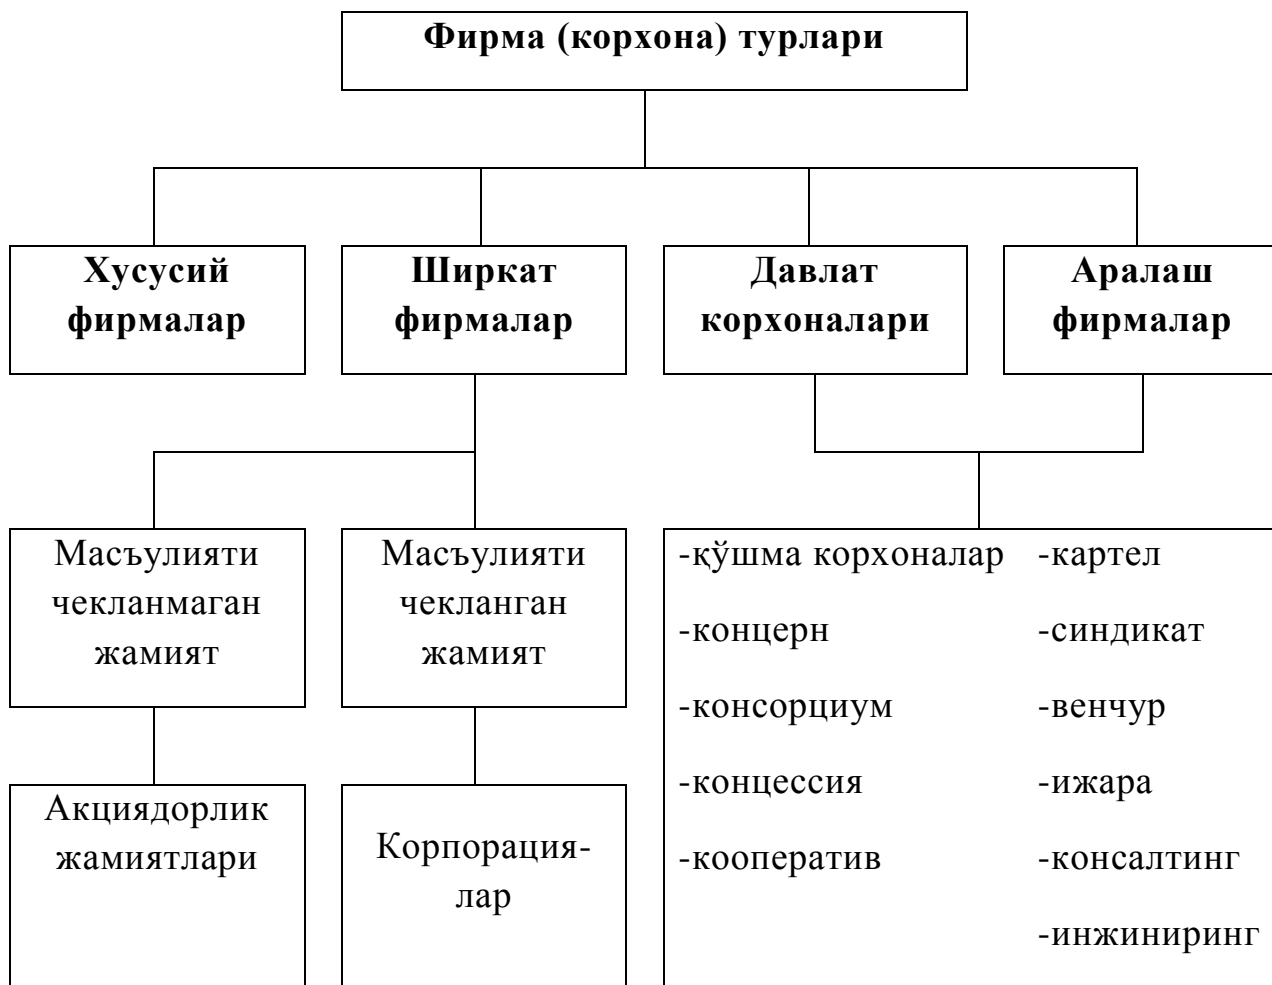 Фирма (корхона) турлари
Хусусий
фирмалар
Ширкат
фирмалар
Давлат
корхоналари
Аралаш
фирмалар
Масъулияти
чекланмаган
жамият
Масъулияти
чекланган
жамият
-қўшма корхоналар
-концерн
-консорциум
-концессия
-кооператив
-картел
-синдикат
-венчур
-ижара
-консалтинг
-инжиниринг
Акциядорлик
жамиятлари
Корпорация-
лар